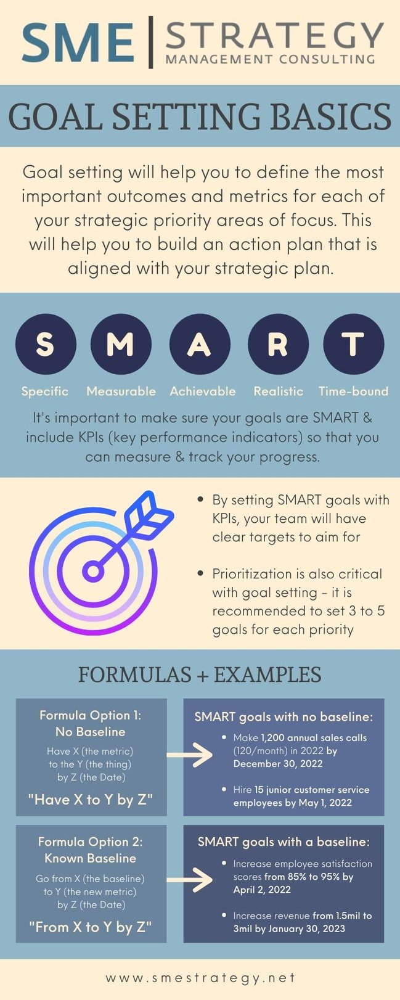 SME | STRATEGY
MANAGEMENT CONSULTING
GOAL SETTING BASICS
Goal setting will help you to define the most
important outcomes and metrics for each of
your strategic priority areas of focus. This
will help you to build an action plan that is
aligned with your strategic plan.
S M A R T
Specific Measurable Achievable Realistic Time-bound
It's important to make sure your goals are SMART &
include KPIs (key performance indicators) so that you
can measure & track your progress.
• By setting SMART goals with
KPIs, your team will have
clear targets to aim for
• Prioritization is also critical
with goal setting - it is
recommended to set 3 to 5
goals for each priority
FORMULAS + EXAMPLES
Formula Option 1:
No Baseline
Have X (the metric)
to the Y (the thing)
by Z (the Date)
"Have X to Y by Z"
SMART goals with no baseline:
• Make 1,200 annual sales calls
(120/month) in 2022 by
December 30, 2022
• Hire 15 junior customer service
employees by May 1, 2022
Formula Option 2:
Known Baseline
Go from X (the baseline)
to Y (the new metric)
by Z (the Date)
"From X to Y by Z"
SMART goals with a baseline:
• Increase employee satisfaction
scores from 85% to 95% by
April 2, 2022
• Increase revenue from 1.5mil to
3mil by January 30, 2023
www.smestrategy.net